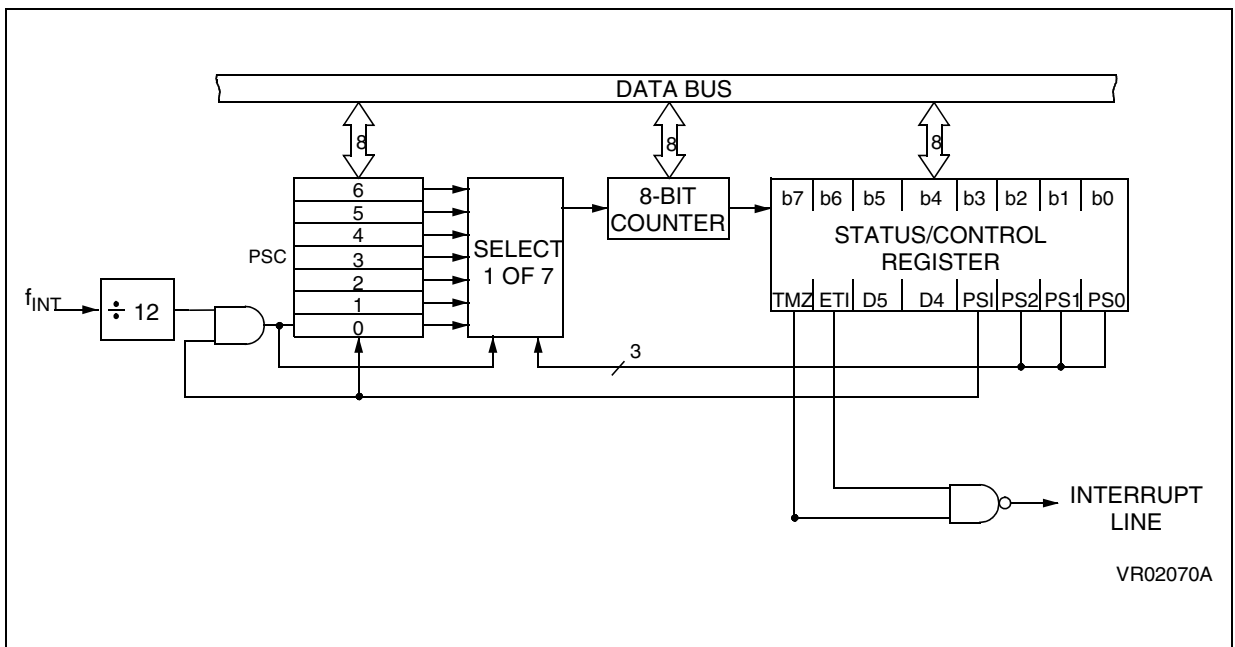 DATA BUS
8 8 8
6
5
4
3
2
1
0
PSC
SELECT
1 OF 7
8-BIT
COUNTER
b7 b6 b5 b4 b3 b2 b1 b0
STATUS/CONTROL
REGISTER
TMZ ETI D5 D4 PSI PS2 PS1 PS0
fINT
÷ 12
3
INTERRUPT
LINE
VR02070A